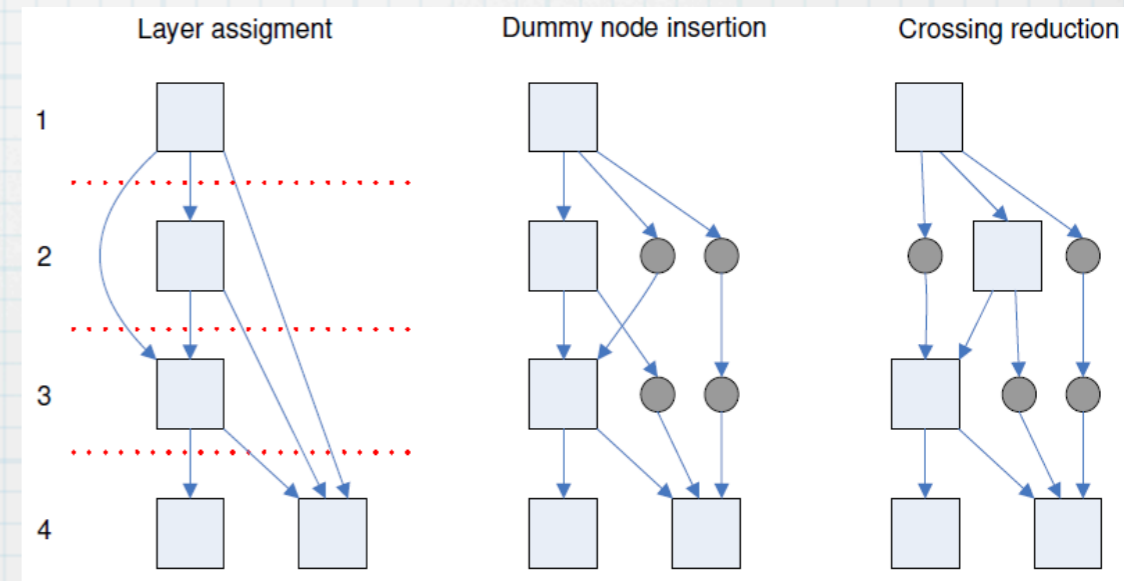 Layer assigment
Dummy node insertion
Crossing reduction
1
2
3
4